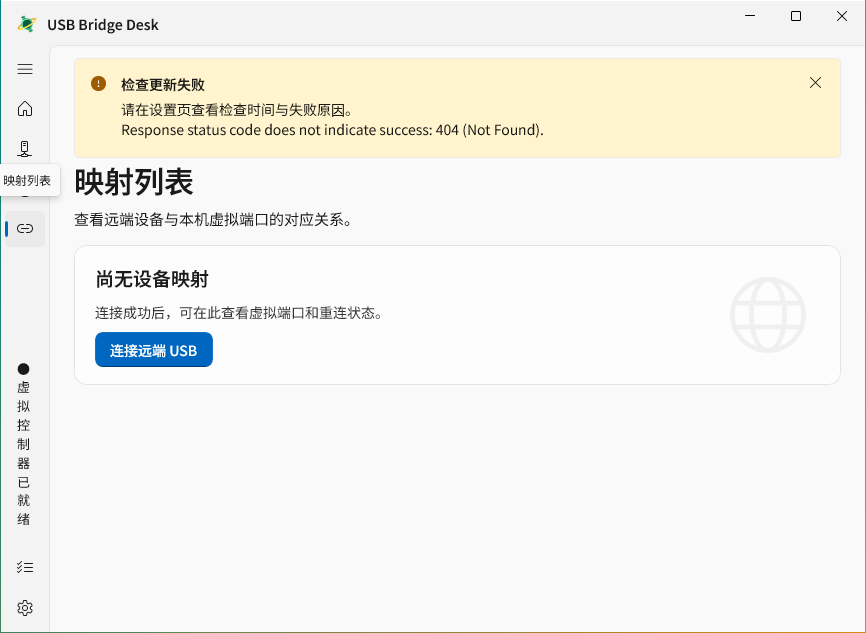 USB Bridge Desk
检查更新失败
请在设置页查看检查时间与失败原因。
Response status code does not indicate success: 404 (Not Found).
映射列表
映射列表
查看远端设备与本机虚拟端口的对应关系。
尚无设备映射
连接成功后，可在此查看虚拟端口和重连状态。
连接远端 USB
虚
拟
控
制
器
已
就
绪